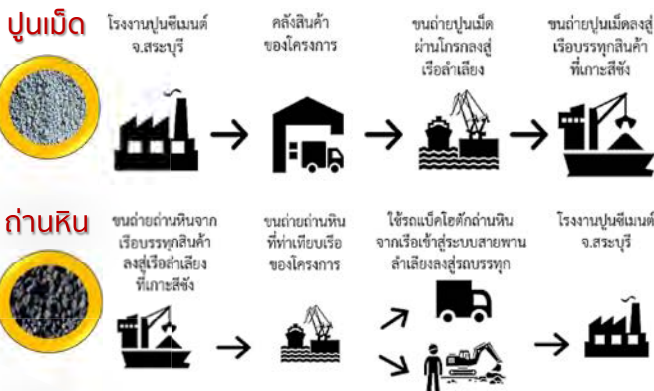 ปูนเม็ด
โรงงานปูนซีเมนต์
จ.สระบุรี
คลังสินค้า
ของโครงการ
ขนถ่ายปูนเม็ด
ผ่านโกรกลงสู่
เรือลำเลียง
ขนถ่ายปูนเม็ดลงสู่
เรือบรรทุกสินค้า
ที่เกาะสีชัง
ถ่านหิน
ขนถ่ายถ่านหินจาก
เรือบรรทุกสินค้า
ลงสู่เรือลำเลียง
ที่เกาะสีชัง
ขนถ่ายถ่านหิน
ที่ท่าเทียบเรือ
ของโครงการ
ใช้รถแบ็คโฮตักถ่านหิน
จากเรือเข้าสู่ระบบสายพาน
ลำเลียงลงสู่รถบรรทุก
โรงงานปูนซีเมนต์
จ.สระบุรี